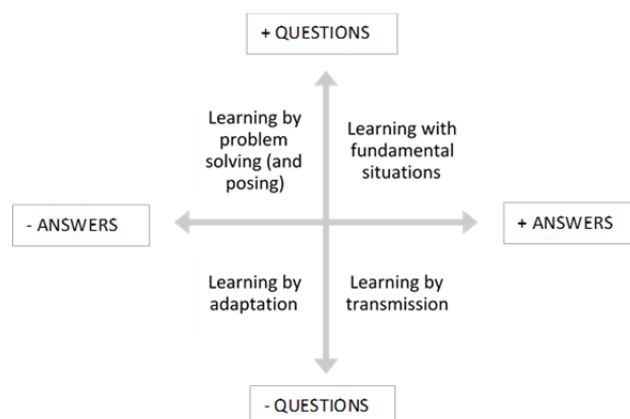 + QUESTIONS
Learning by
problem
solving (and
posing)
Learning with
fundamental
situations
- ANSWERS
+ ANSWERS
Learning by
adaptation
Learning by
transmission
- QUESTIONS